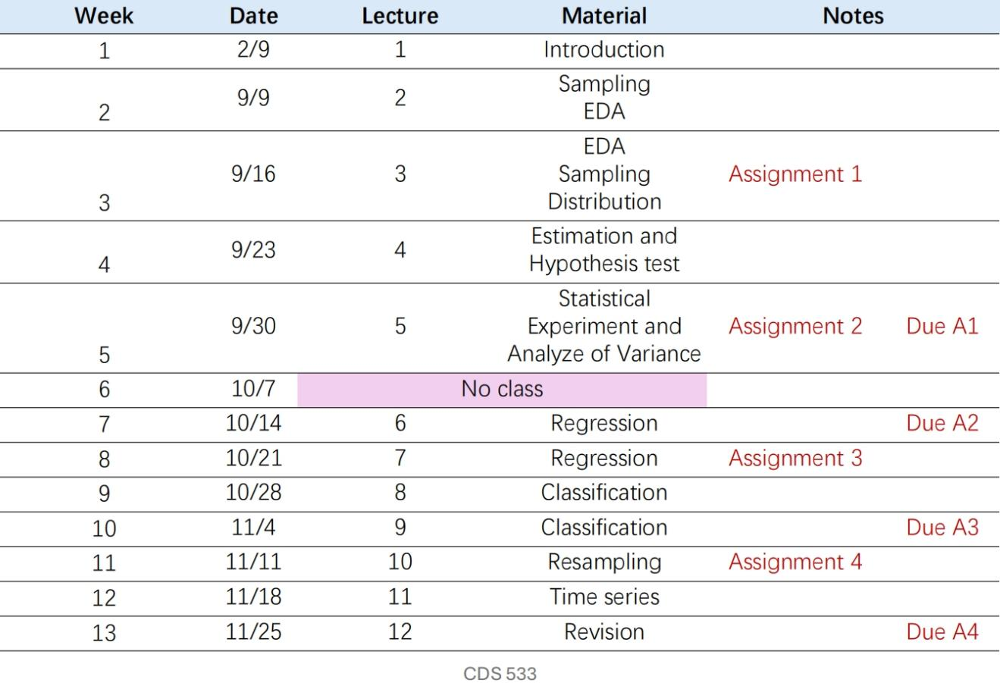 Week Date Lecture Material Notes
1 2/9 1 Introduction
2 9/9 2 Sampling
EDA
3 9/16 3 EDA
Sampling
Distribution Assignment 1
4 9/23 4 Estimation and
Hypothesis test
5 9/30 5 Statistical
Experiment and
Analyze of Variance Assignment 2 Due A1
6 10/7 No class
7 10/14 6 Regression Due A2
8 10/21 7 Regression Assignment 3
9 10/28 8 Classification
10 11/4 9 Classification Due A3
11 11/11 10 Resampling Assignment 4
12 11/18 11 Time series
13 11/25 12 Revision Due A4
CDS 533